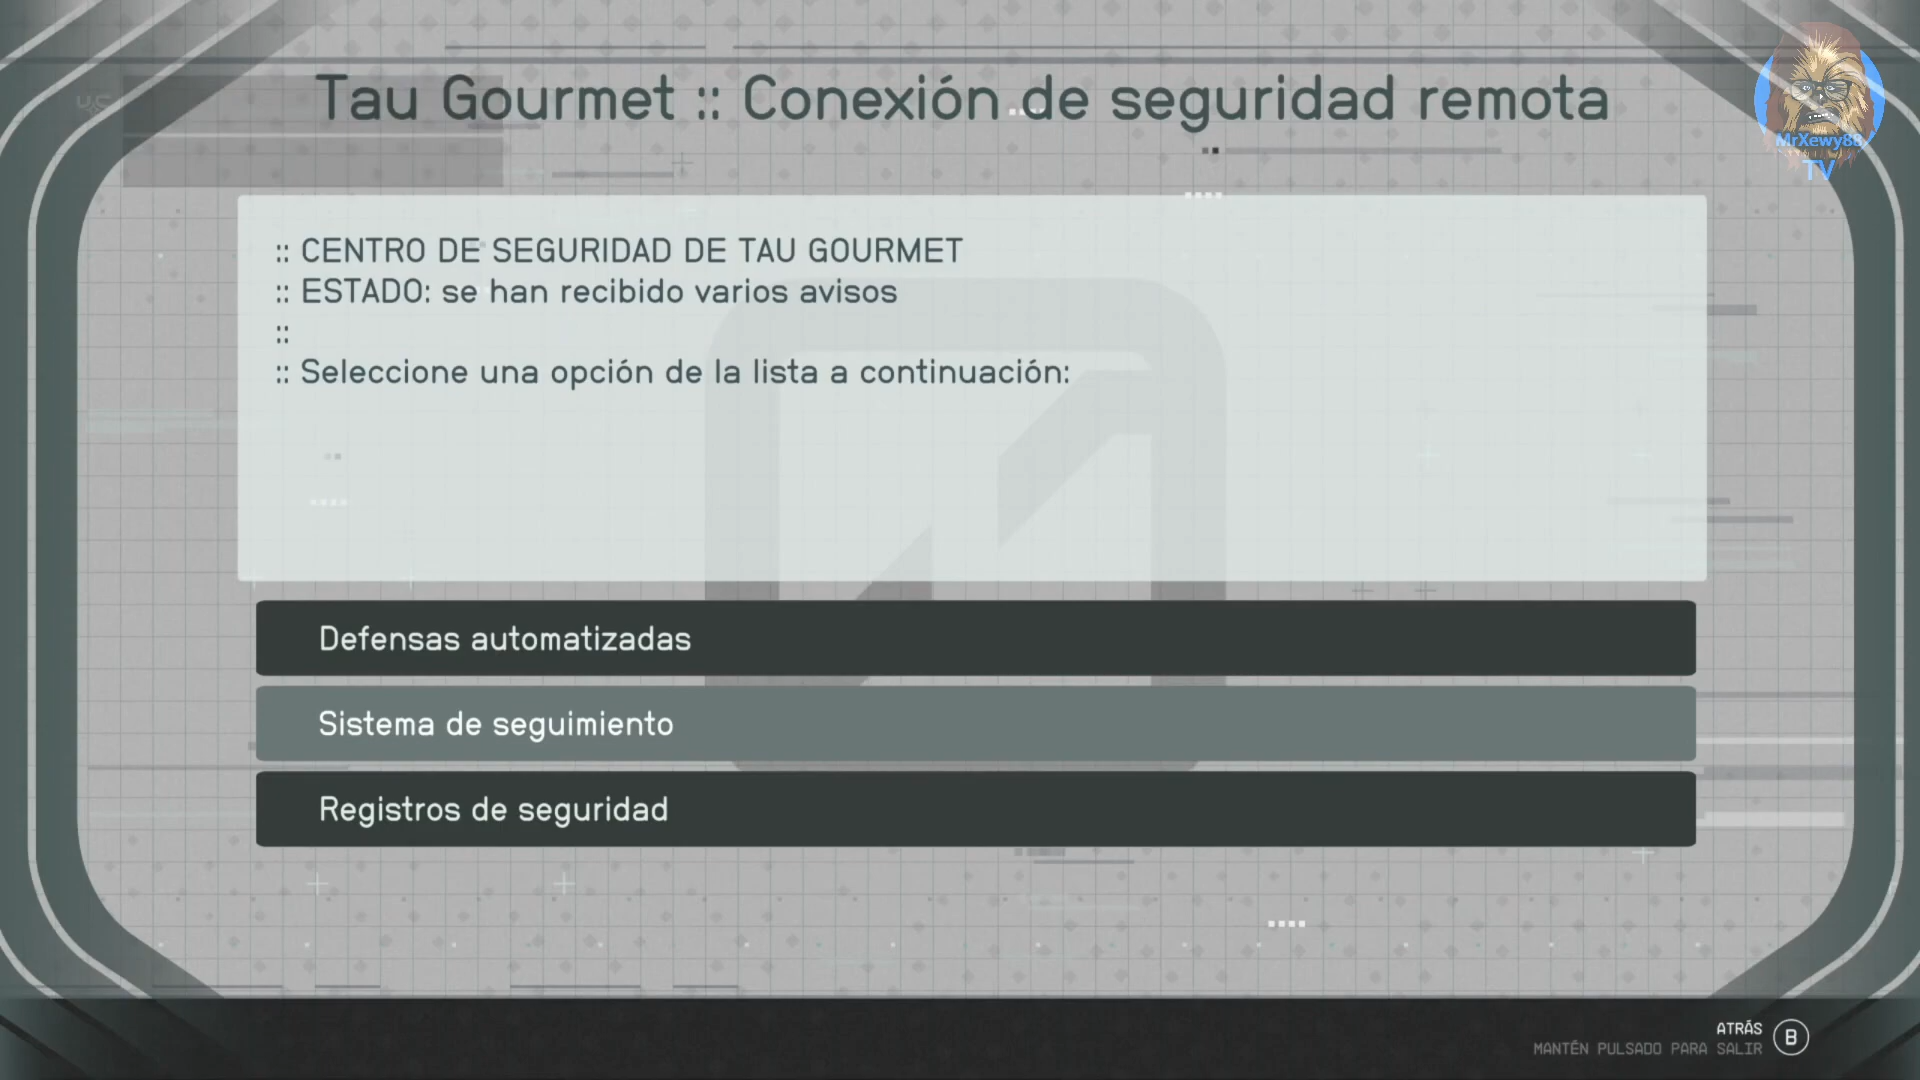 Tau Gourmet :: Conexión de seguridad remota
MrXewy88
TV
:: CENTRO DE SEGURIDAD DE TAU GOURMET
:: ESTADO: se han recibido varios avisos
::
:: Seleccione una opción de la lista a continuación:
Defensas automatizadas
Sistema de seguimiento
Registros de seguridad
ATRÁS
B
MANTÉN PULSADO PARA SALIR